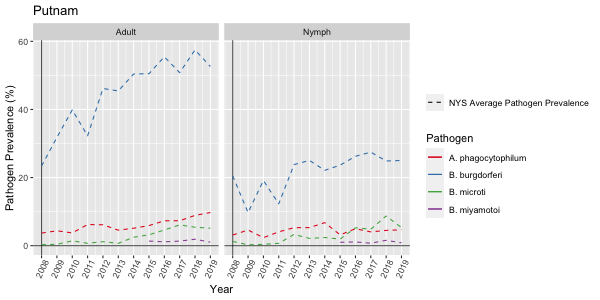 Putnam
Adult
Nymph
60
40
20
0
Pathogen Prevalence (%)
2008 2009 2010 2011 2012 2013 2014 2015 2016 2017 2018 2019
2008 2009 2010 2011 2012 2013 2014 2015 2016 2017 2018 2019
Year
NYS Average Pathogen Prevalence
Pathogen
A. phagocytophilum
B. burgdorferi
B. microti
B. miyamotoi